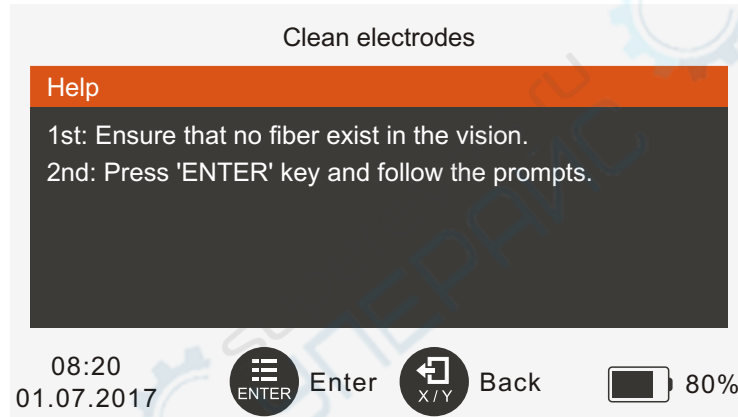 Clean electrodes
Help
1st: Ensure that no fiber exist in the vision.
2nd: Press 'ENTER' key and follow the prompts.
08:20
01.07.2017
ENTER
Enter
X/Y
Back
80%